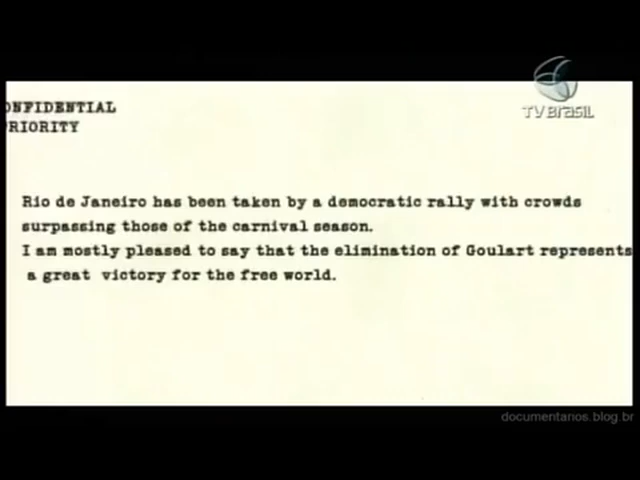 TVBRASIL
ONFIDENTIAL
RIORITY
Rio de Janeiro has been taken by a democratic rally with crowds
surpassing those of the carnival season.
I am mostly pleased to say that the elimination of Goulart represents
a great victory for the free world.
documentarios.blog.br